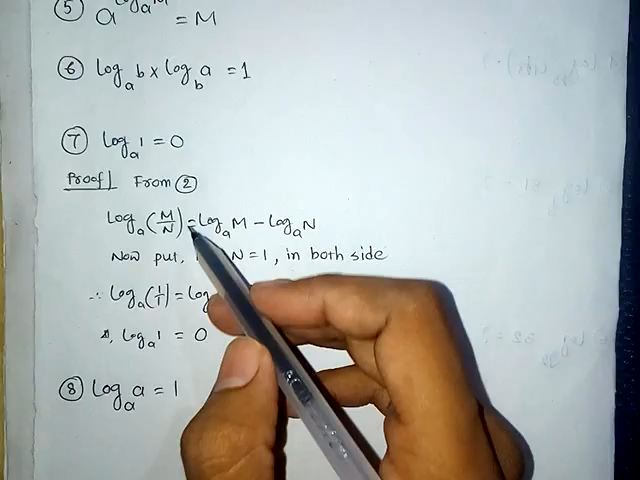 ⑤ a^(log_a M) = M
⑥ log_a b × log_b a = 1
⑦ log_a 1 = 0
Proof From ②
log_a (M/N) = log_a M − log_a N
Now put, N = 1, in both side
∴ log_a (1/1) = log
log_a 1 = 0
⑧ log_a a = 1